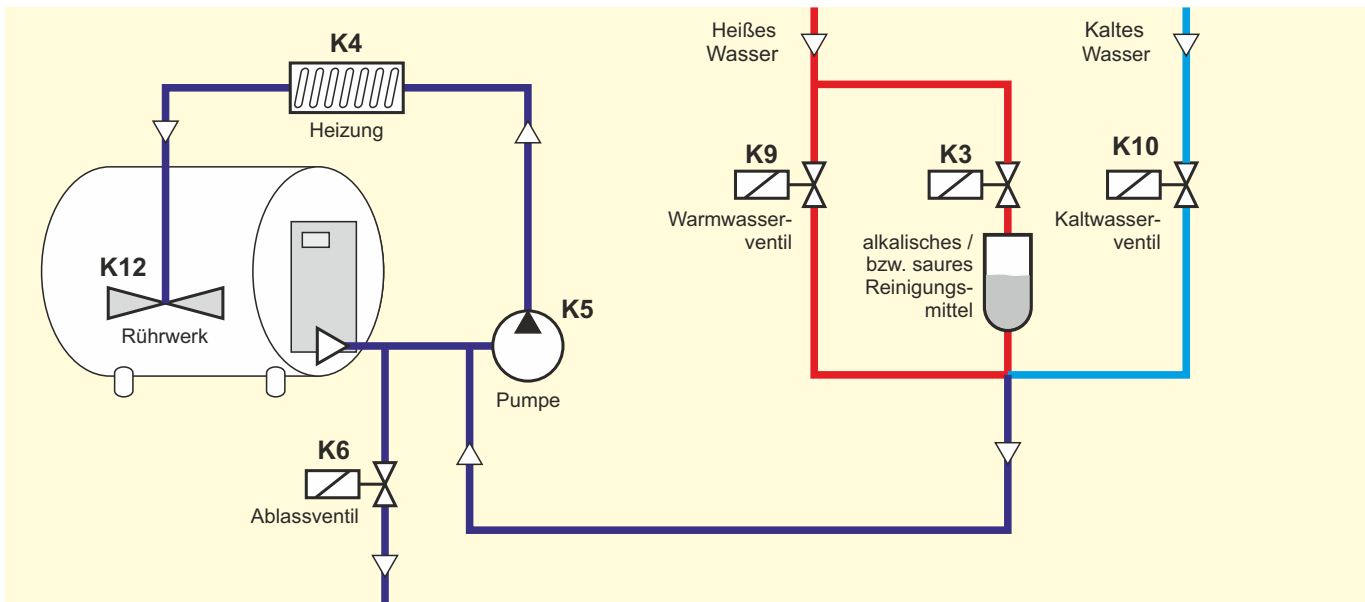 K4
Heizung
K12
Rührwerk
K5
Pumpe
K6
Ablassventil
Heißes
Wasser
Kaltes
Wasser
K9
Warmwasser-
ventil
K3
alkalisches /
bzw. saures
Reinigungs-
mittel
K10
Kaltwasser-
ventil